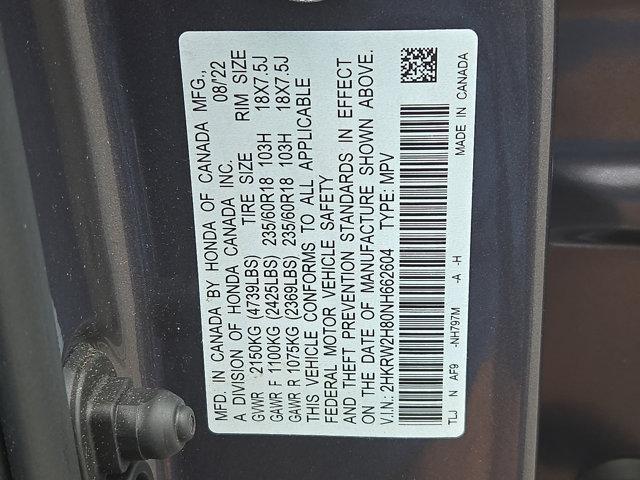 MFD. IN CANADA BY HONDA OF CANADA MFG.,
A DIVISION OF HONDA CANADA INC. 08/'22
GVWR 2150KG (4739LBS) TIRE SIZE RIM SIZE
GAWR F 1100KG (2425LBS) 235/60R18 103H 18X7.5J
GAWR R 1075KG (2369LBS) 235/60R18 103H 18X7.5J
THIS VEHICLE CONFORMS TO ALL APPLICABLE
FEDERAL MOTOR VEHICLE SAFETY
AND THEFT PREVENTION STANDARDS IN EFFECT
ON THE DATE OF MANUFACTURE SHOWN ABOVE.
V.I.N.: 2HKRW2H80NH662604 TYPE: MPV
TLJ N AF9 -NH797M -A -H MADE IN CANADA